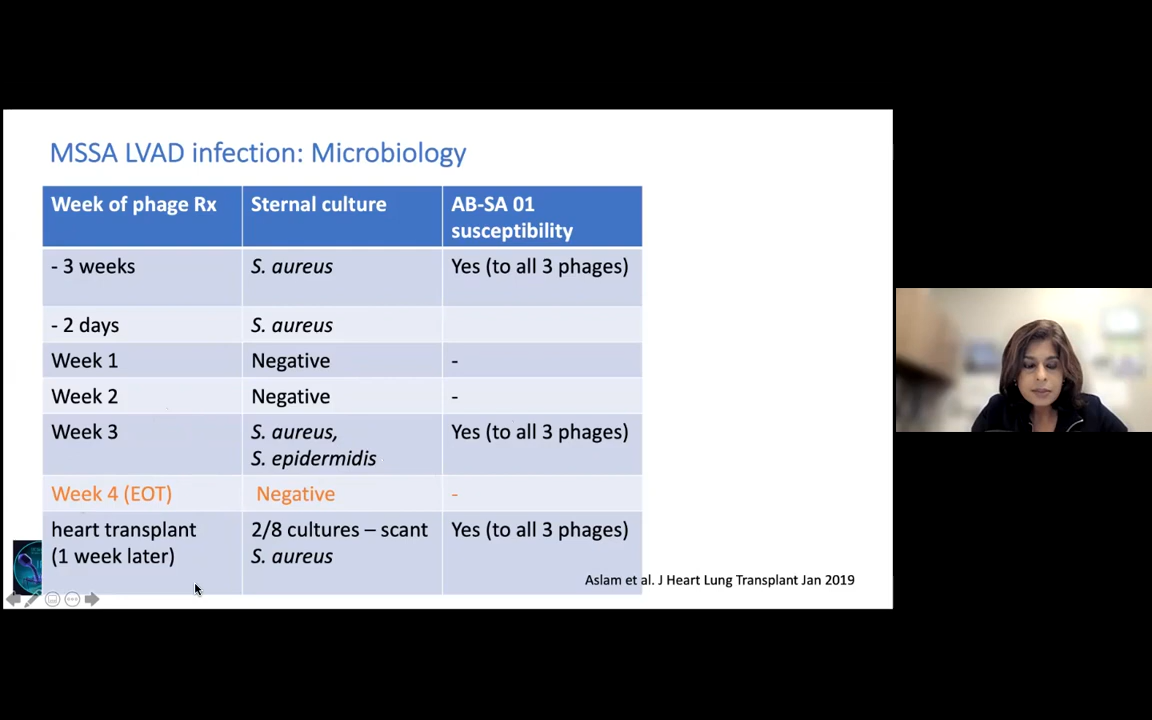 MSSA LVAD infection: Microbiology
Week of phage Rx
Sternal culture
AB-SA 01
susceptibility
- 3 weeks
S. aureus
Yes (to all 3 phages)
- 2 days
S. aureus
Week 1
Negative
-
Week 2
Negative
-
Week 3
S. aureus,
S. epidermidis
Yes (to all 3 phages)
Week 4 (EOT)
Negative
-
heart transplant
(1 week later)
2/8 cultures – scant
S. aureus
Yes (to all 3 phages)
Aslam et al. J Heart Lung Transplant Jan 2019